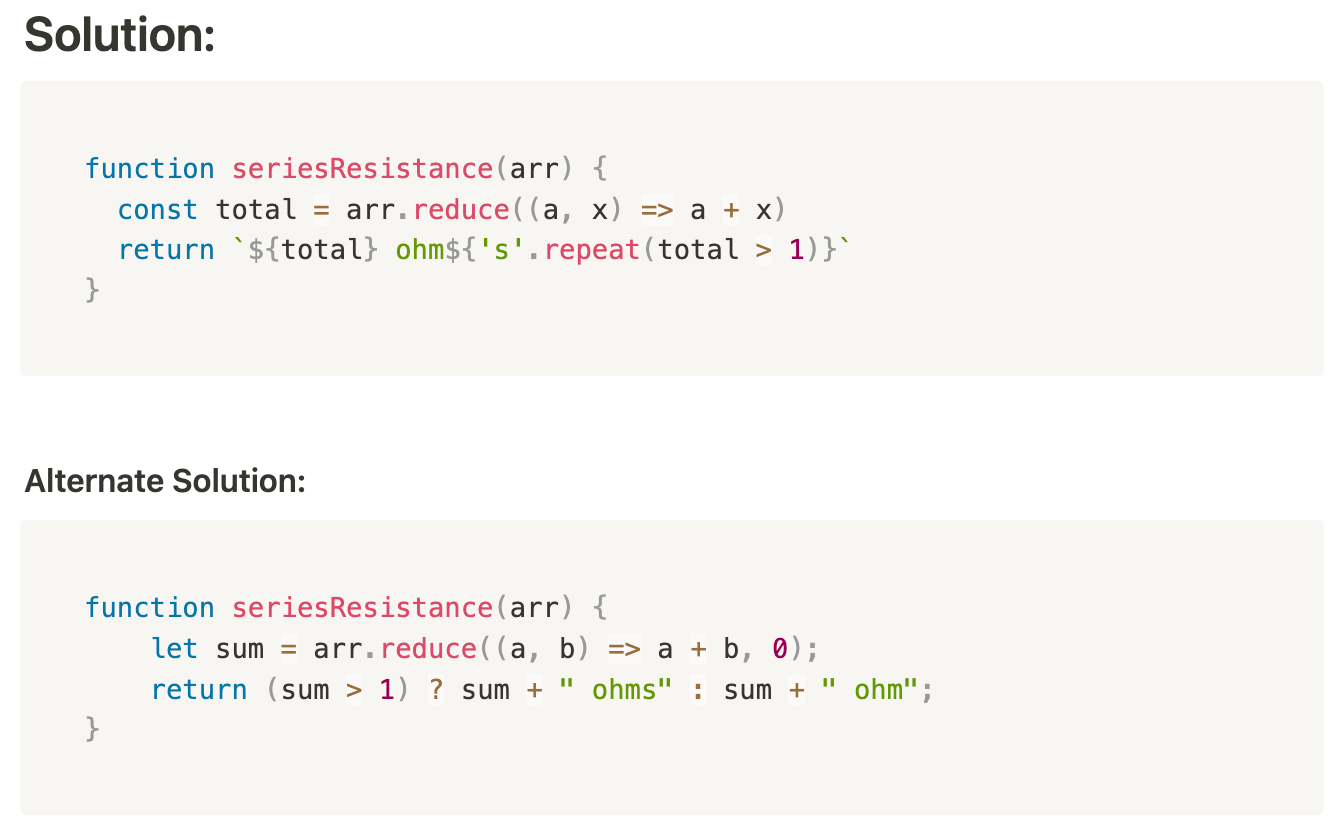 Solution:
function seriesResistance(arr) {
  const total = arr.reduce((a, x) => a + x)
  return `${total} ohm${'s'.repeat(total > 1)}`
}
Alternate Solution:
function seriesResistance(arr) {
    let sum = arr.reduce((a, b) => a + b, 0);
    return (sum > 1) ? sum + " ohms" : sum + " ohm";
}